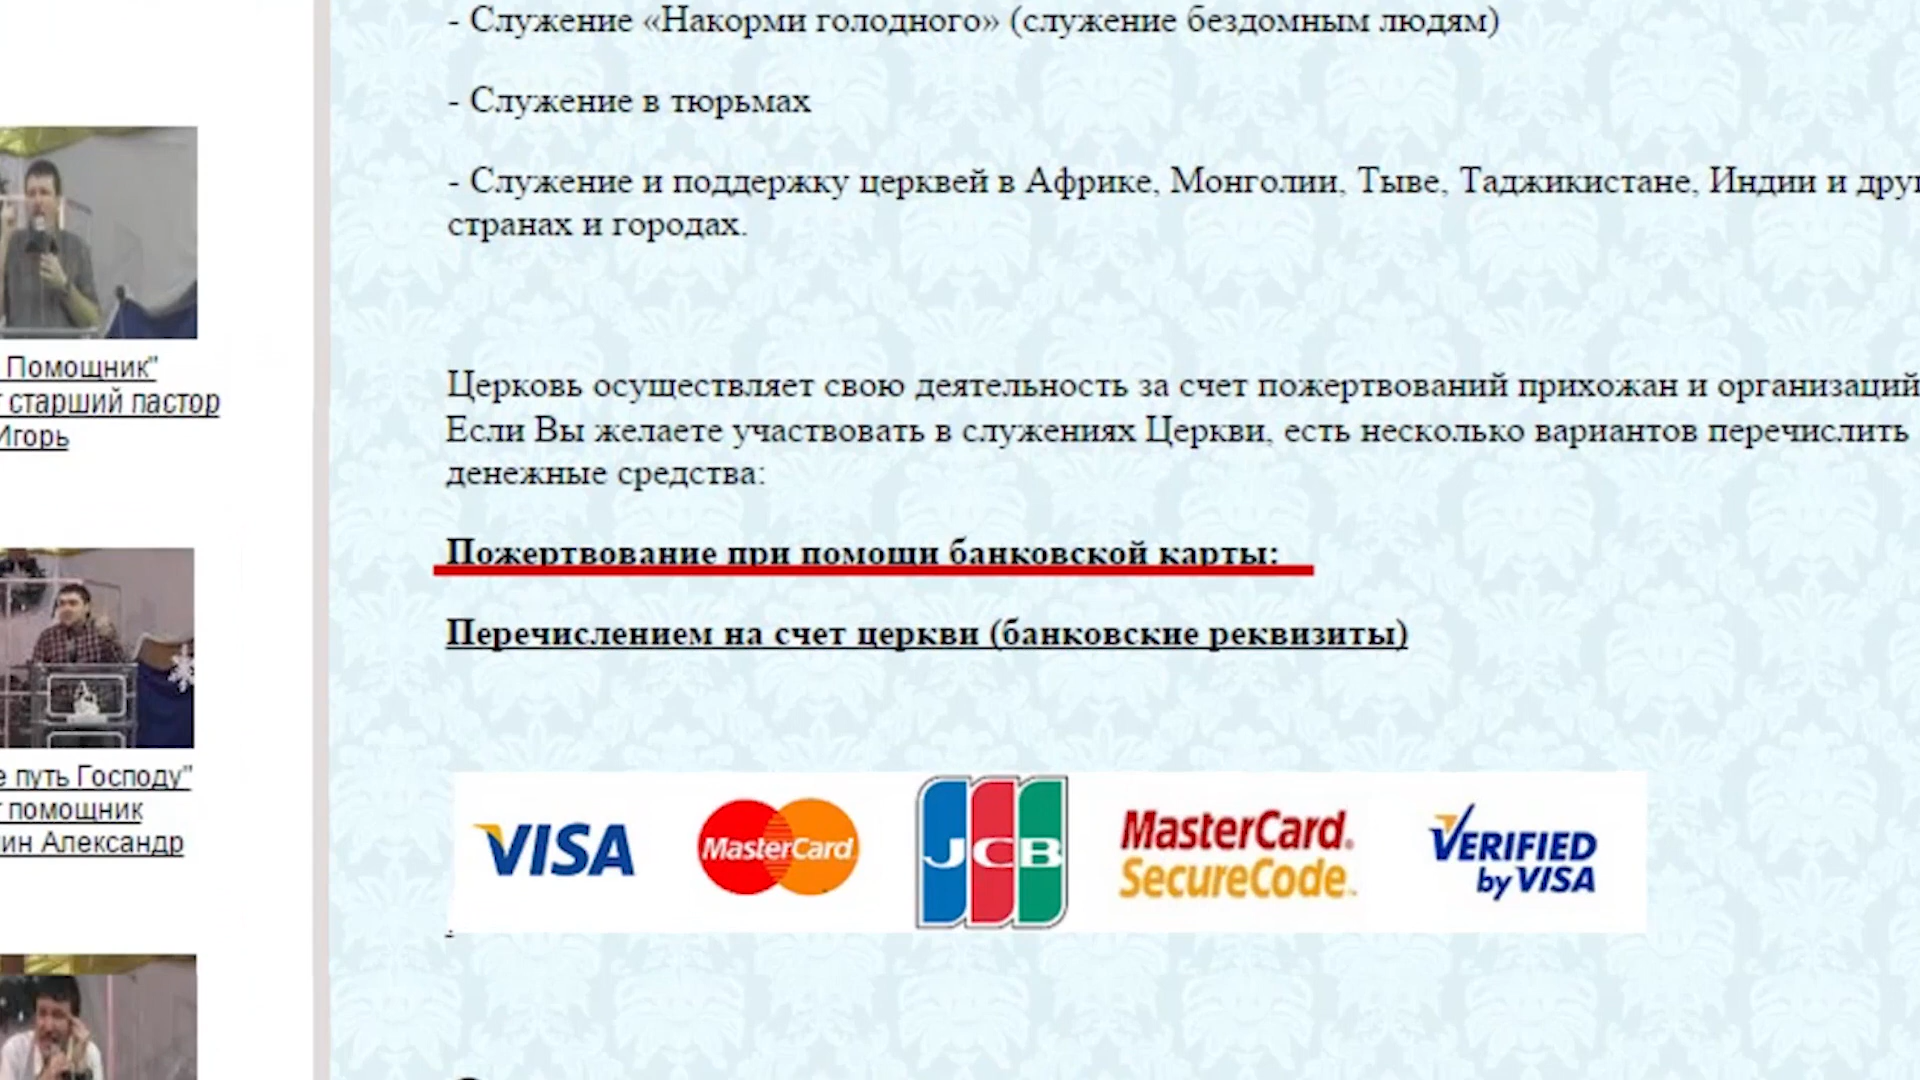 - Служение «Накорми голодного» (служение бездомным людям)
- Служение в тюрьмах
- Служение и поддержку церквей в Африке, Монголии, Тыве, Таджикистане, Индии и
странах и городах.
Церковь осуществляет свою деятельность за счет пожертвований прихожан и организаций
Если Вы желаете участвовать в служениях Церкви, есть несколько вариантов перечислить
денежные средства:
Пожертвование при помощи банковской карты:
Перечислением на счет церкви (банковские реквизиты)
VISA
MasterCard
JCB
MasterCard.
SecureCode.
VERIFIED
by VISA
Помощник"
старший пастор
Игорь
путь Господу"
помощник
Александр